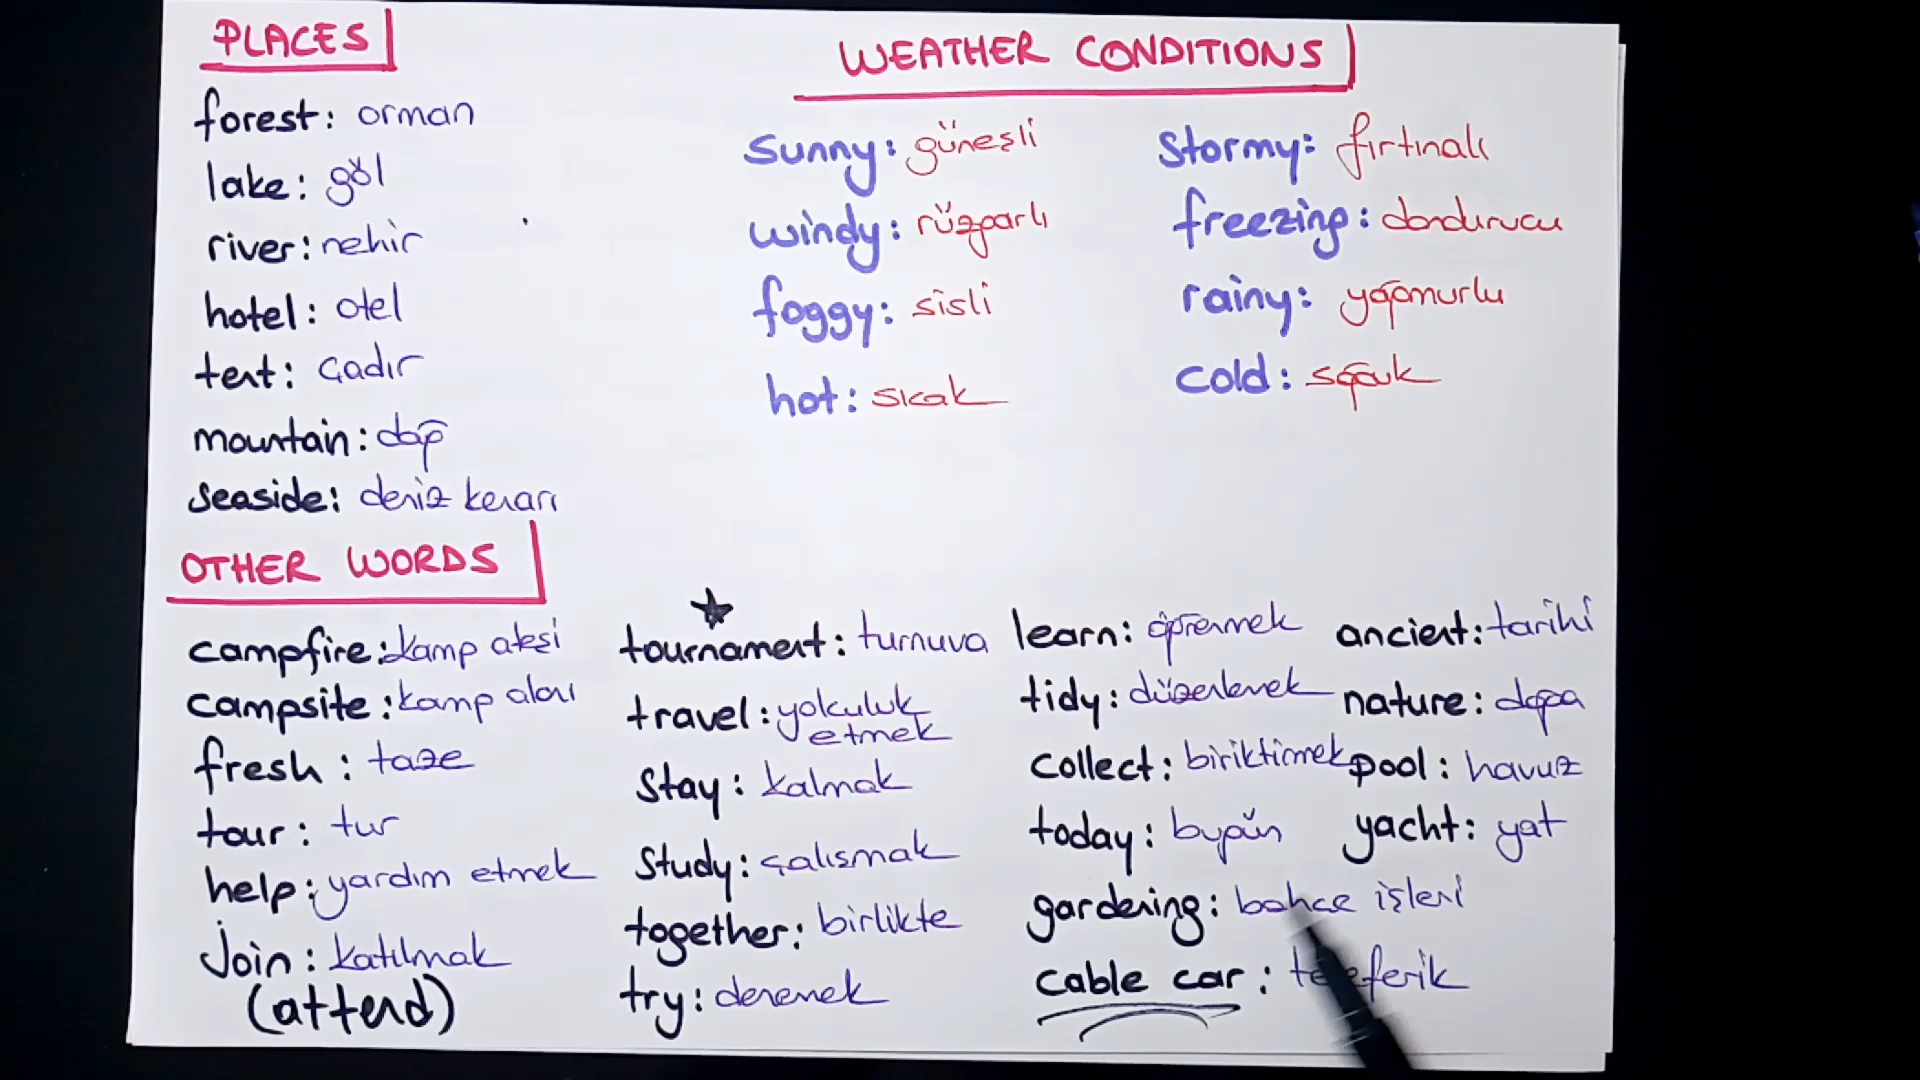 PLACES
forest: orman
lake: göl
river: nehir
hotel: otel
tent: çadır
mountain: dağ
seaside: deniz kenarı
WEATHER CONDITIONS
sunny: güneşli
windy: rüzgarlı
foggy: sisli
hot: sıcak
stormy: fırtınalı
freezing: dondurucu
rainy: yağmurlu
cold: soğuk
OTHER WORDS
campfire: kamp ateşi
campsite: kamp alanı
fresh: taze
tour: tur
help: yardım etmek
join: katılmak
(attend)
tournament: turnuva
travel: yolculuk
etmek
stay: kalmak
study: çalışmak
together: birlikte
try: denemek
learn: öğrenmek
tidy: düzenlemek
collect: biriktirmek
today: bugün
gardening: bahçe işleri
cable car: teleferik
ancient: tarihi
nature: doğa
pool: havuz
yacht: yat